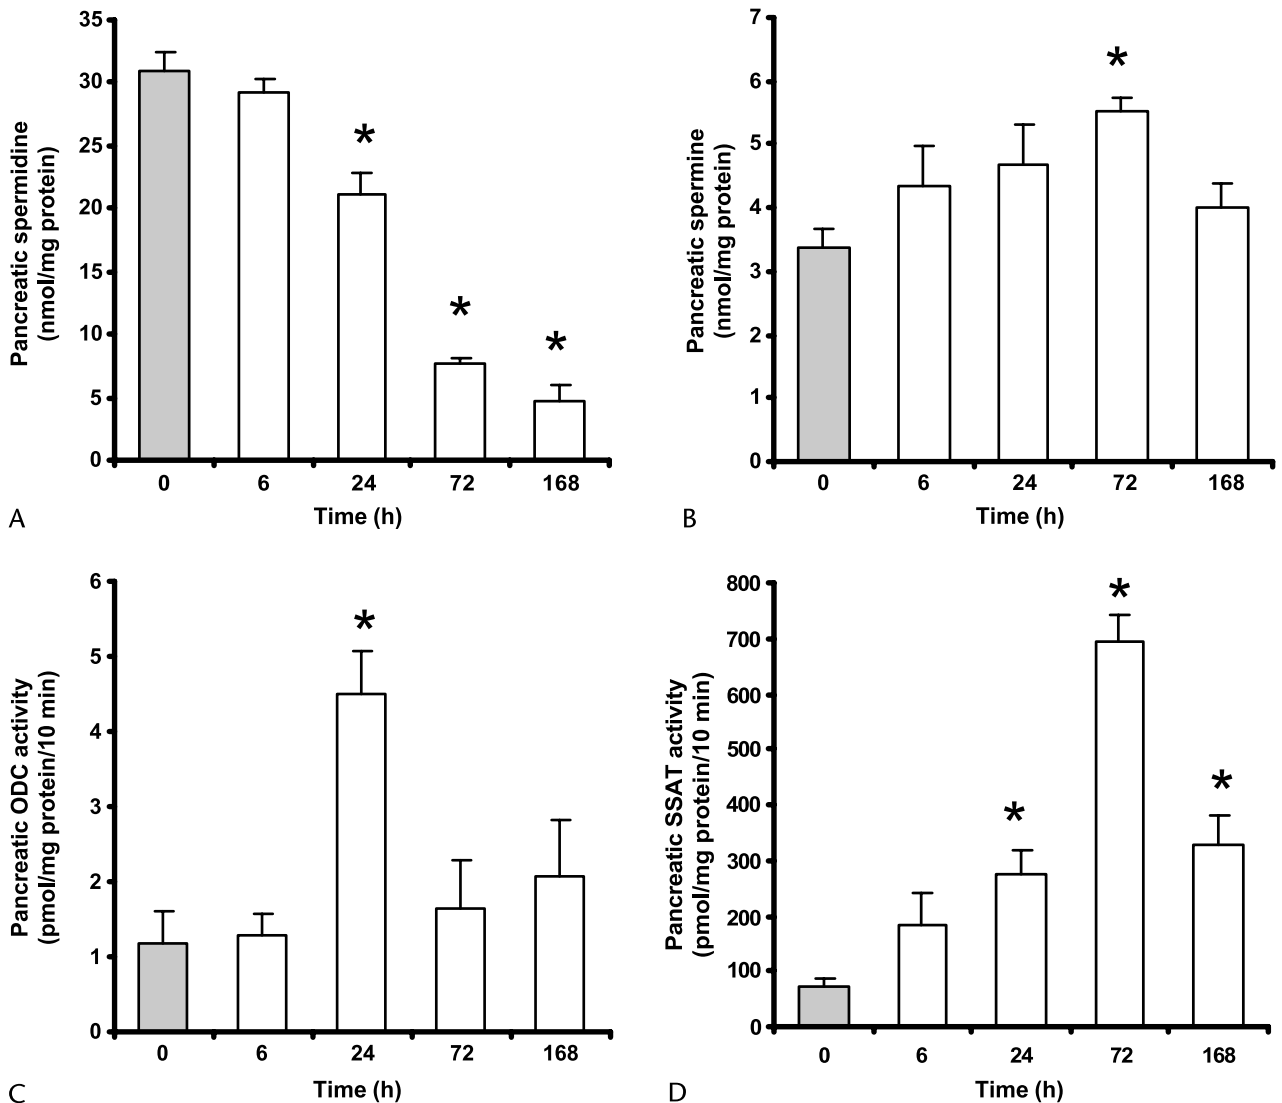 35
30
25
20
15
10
5
0
Pancreatic spermidine
(nmol/mg protein)
*
*
*
0 6 24 72 168
Time (h)
A
7
6
5
4
3
2
1
0
Pancreatic spermine
(nmol/mg protein)
*
0 6 24 72 168
Time (h)
B
6
5
4
3
2
1
0
Pancreatic ODC activity
(pmol/mg protein/10 min)
*
0 6 24 72 168
Time (h)
C
800
700
600
500
400
300
200
100
0
Pancreatic SSAT activity
(pmol/mg protein/10 min)
*
*
*
0 6 24 72 168
Time (h)
D